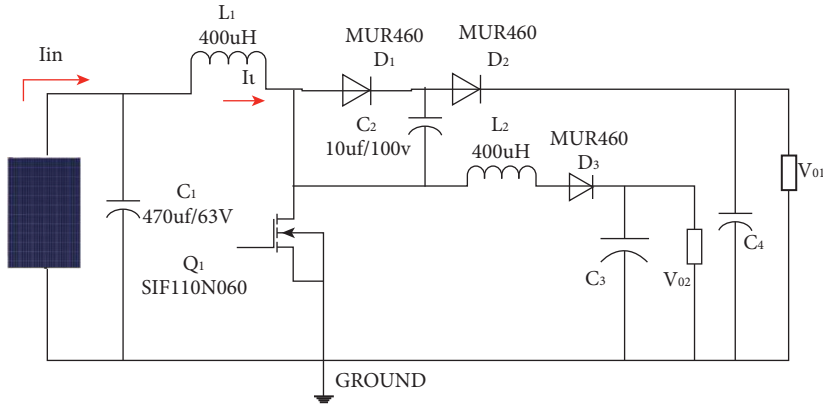 L1
400uH
Iin
Iι
MUR460
D1
MUR460
D2
C2
10uf/100v
L2
400uH
MUR460
D3
C1
470uf/63V
Q1
SIF110N060
C3
V02
C4
V01
GROUND